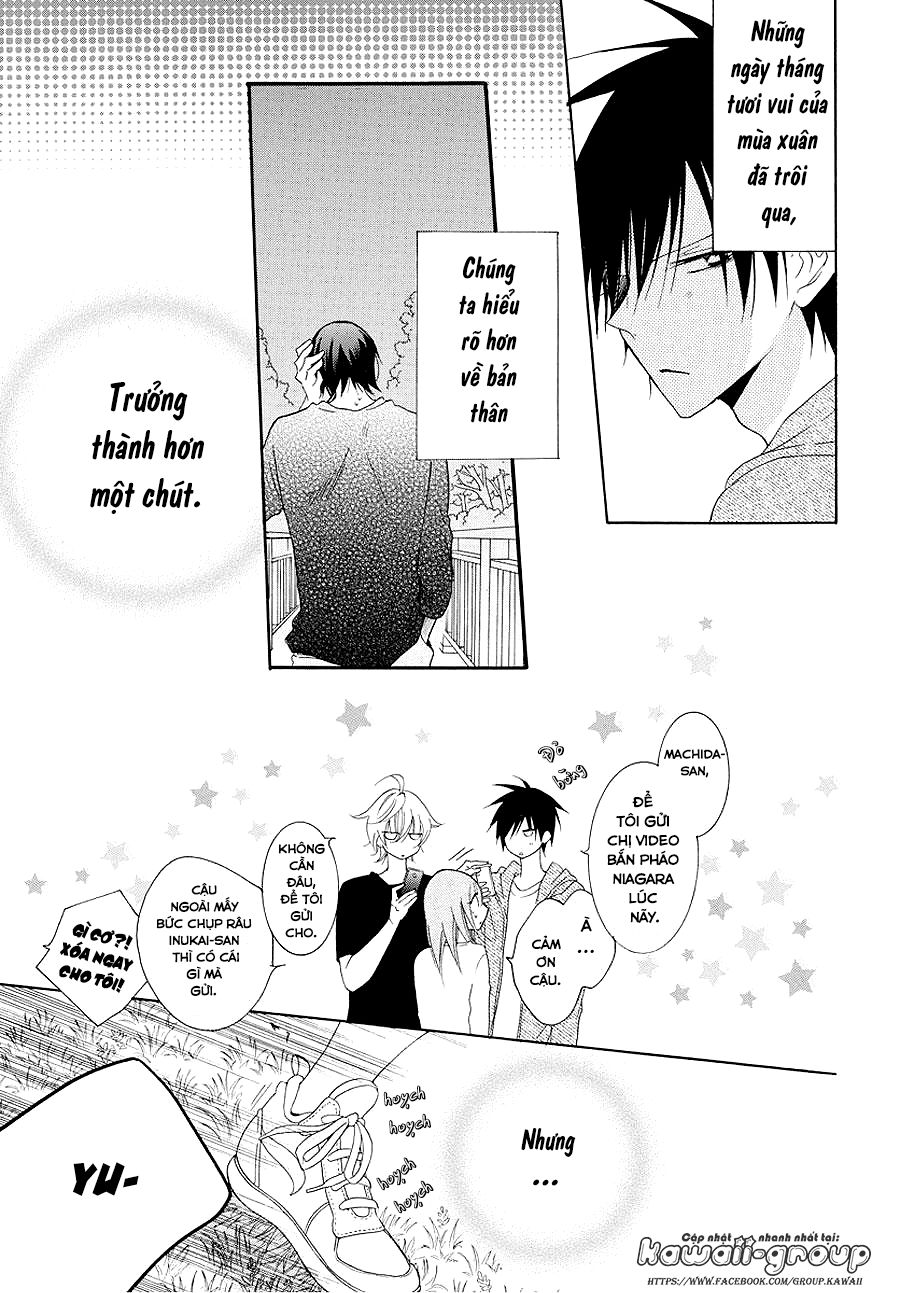 Những
ngày tháng
tươi vui của
mùa xuân
đã trôi
qua,
Chúng
ta hiểu
rõ hơn
về bản
thân
Trưởng
thành hơn
một chút.
MACHIDA-
SAN,
ĐỂ
TÔI GỬI
CHỊ VIDEO
BẮN PHÁO
NIAGARA
LÚC
NÃY.
Đỏ
bừng
À
...
CẢM
ƠN
CẬU.
KHÔNG
CẦN
ĐÂU,
ĐỂ TÔI
GỬI
CHO.
CẬU
NGOÀI MẤY
BỨC CHỤP RÂU
INUKAI-SAN
THÌ CÓ CÁI
GÌ MÀ
GỬI.
GÌ CƠ?!
XÓA NGAY
CHO TÔI!
huỵch
huỵch
huỵch
huỵch
Nhưng
...
YU-
Cập nhật nhanh nhất tại:
kawaii-group
HTTPS://WWW.FACEBOOK.COM/GROUP.KAWAII